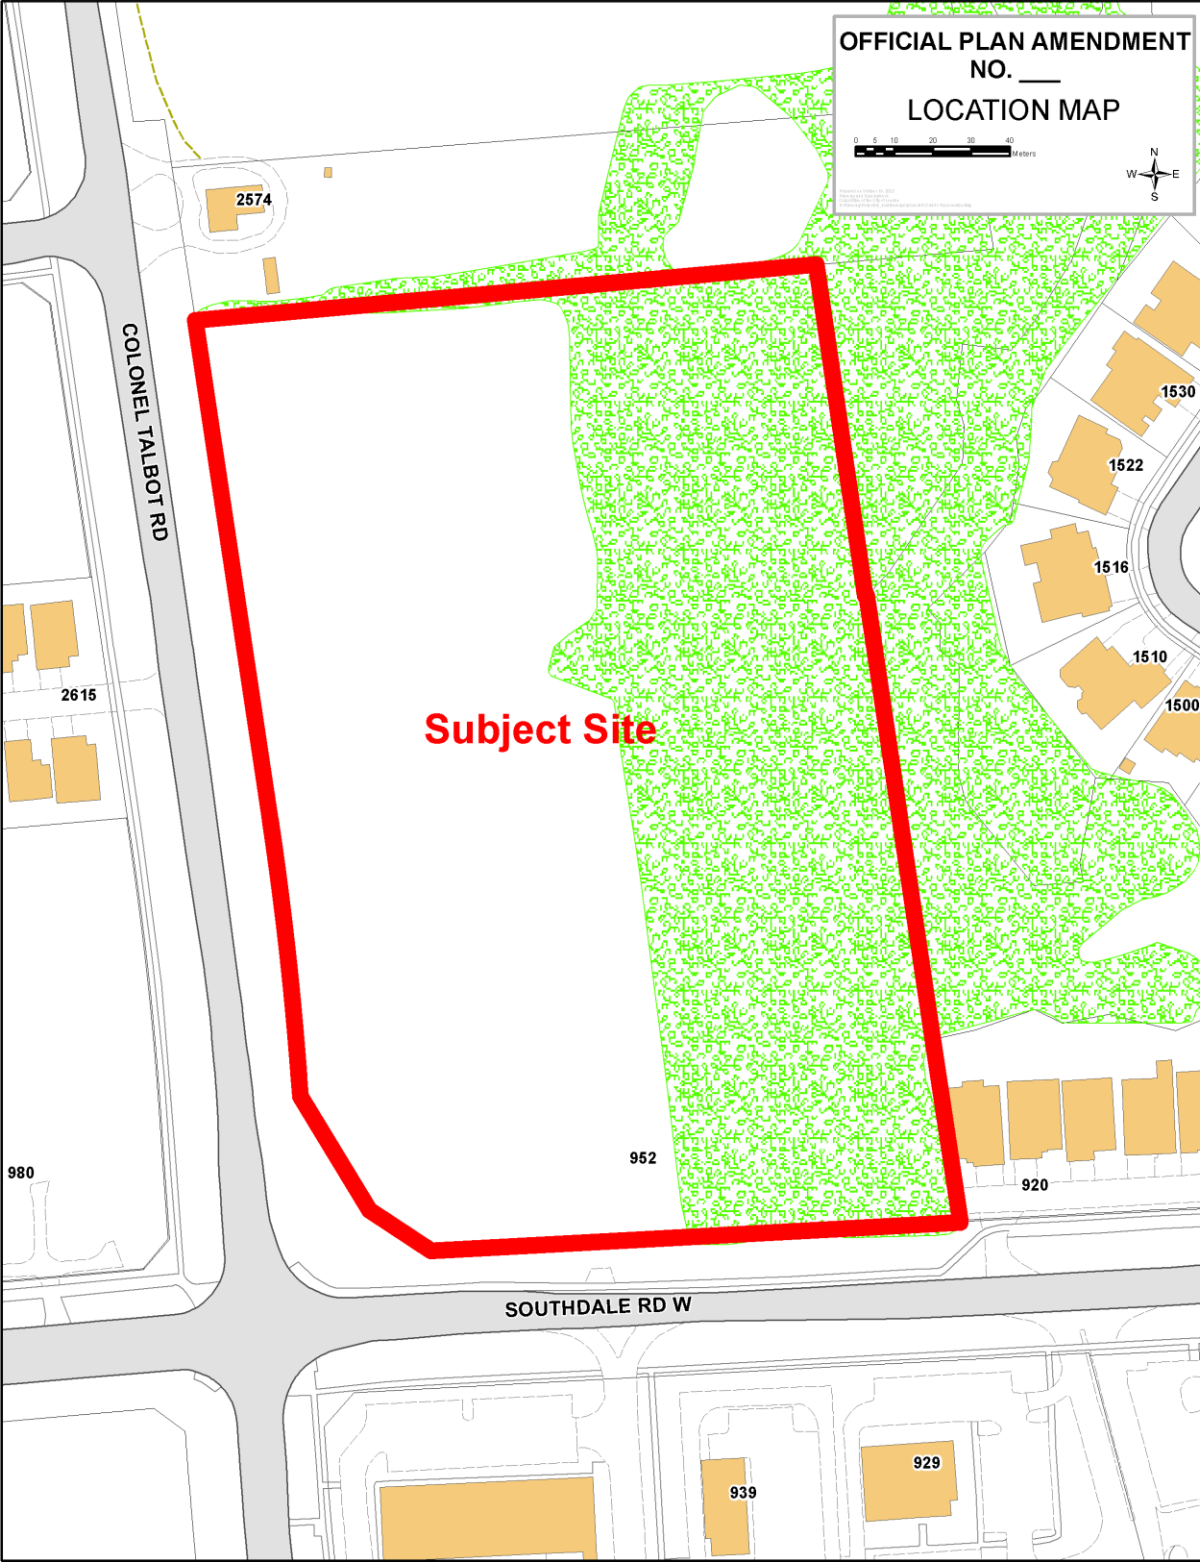 OFFICIAL PLAN AMENDMENT
NO. ___
LOCATION MAP
0 5 10 20 30 40
Meters
N
W E
S
2574
COLONEL TALBOT RD
1530
1522
1516
1510
1500
2615
Subject Site
952
980
920
SOUTHDALE RD W
929
939